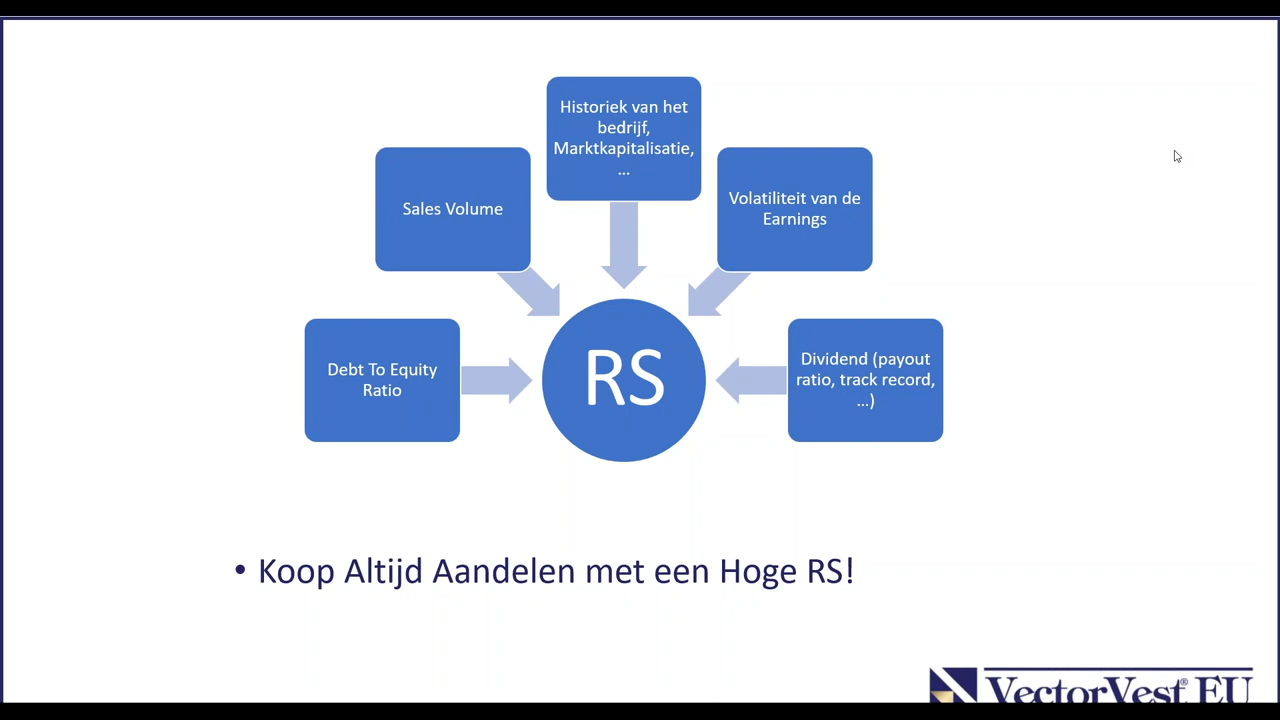 Historiek van het
bedrijf,
Marktkapitalisatie,
...
Sales Volume
Volatiliteit van de
Earnings
Debt To Equity
Ratio
RS
Dividend (payout
ratio, track record,
...)
• Koop Altijd Aandelen met een Hoge RS!
VectorVest® EU